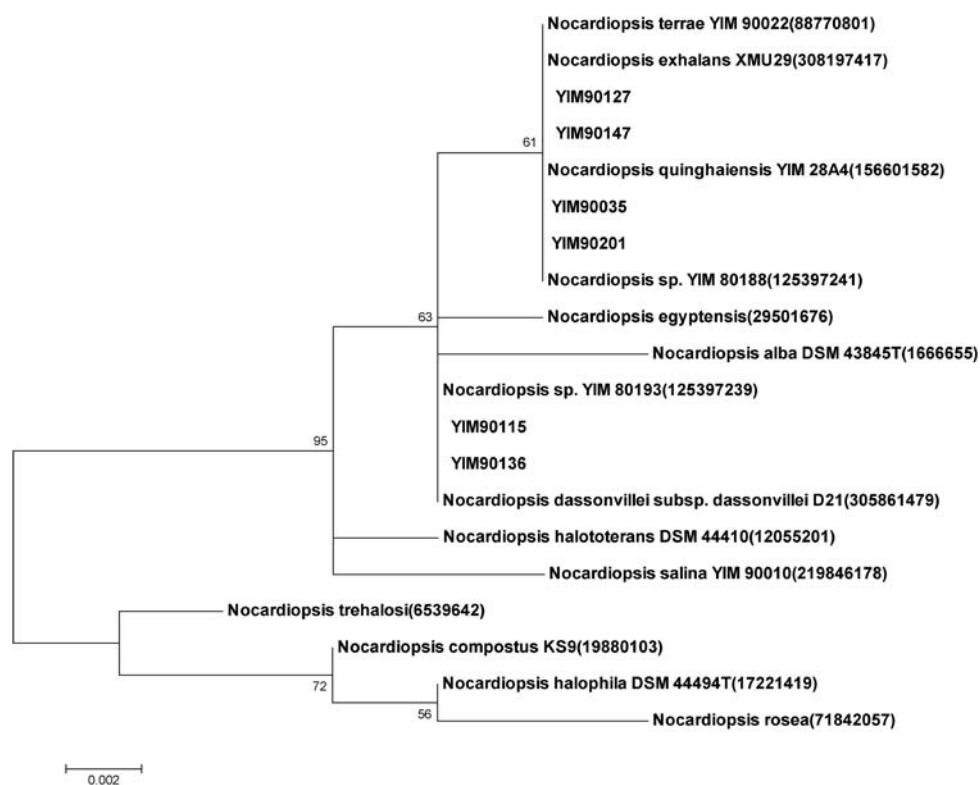 Nocardiopsis terrae YIM 90022(88770801)
Nocardiopsis exhalans XMU29(308197417)
YIM90127
YIM90147
61
Nocardiopsis quinghaiensis YIM 28A4(156601582)
YIM90035
YIM90201
Nocardiopsis sp. YIM 80188(125397241)
63
Nocardiopsis egyptensis(29501676)
Nocardiopsis alba DSM 43845T(1666655)
Nocardiopsis sp. YIM 80193(125397239)
YIM90115
95
YIM90136
Nocardiopsis dassonvillei subsp. dassonvillei D21(305861479)
Nocardiopsis halototerans DSM 44410(12055201)
Nocardiopsis salina YIM 90010(219846178)
Nocardiopsis trehalosi(6539642)
Nocardiopsis compostus KS9(19880103)
72
Nocardiopsis halophila DSM 44494T(17221419)
56
Nocardiopsis rosea(71842057)
0.002